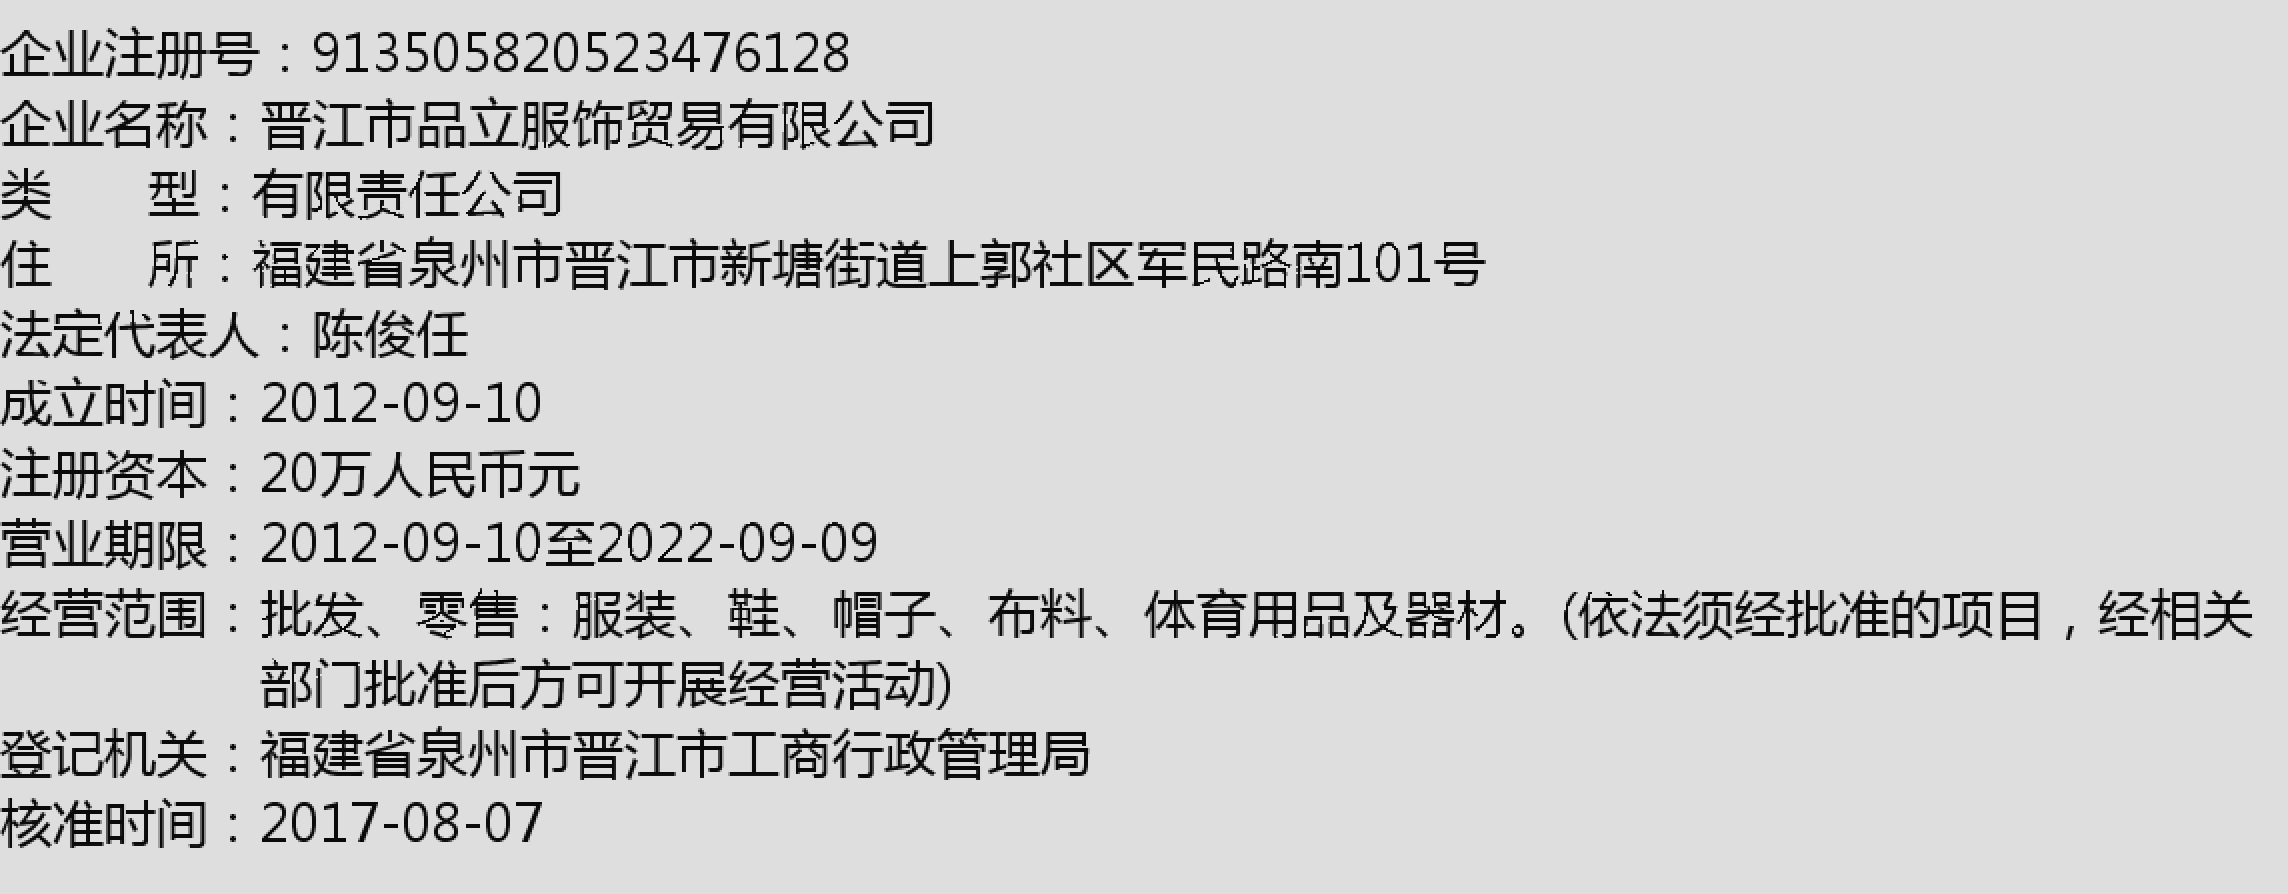 企业注册号：913505820523476128
企业名称：晋江市品立服饰贸易有限公司
类　　型：有限责任公司
住　　所：福建省泉州市晋江市新塘街道上郭社区军民路南101号
法定代表人：陈俊任
成立时间：2012-09-10
注册资本：20万人民币元
营业期限：2012-09-10至2022-09-09
经营范围：批发、零售：服装、鞋、帽子、布料、体育用品及器材。(依法须经批准的项目，经相关
部门批准后方可开展经营活动)
登记机关：福建省泉州市晋江市工商行政管理局
核准时间：2017-08-07